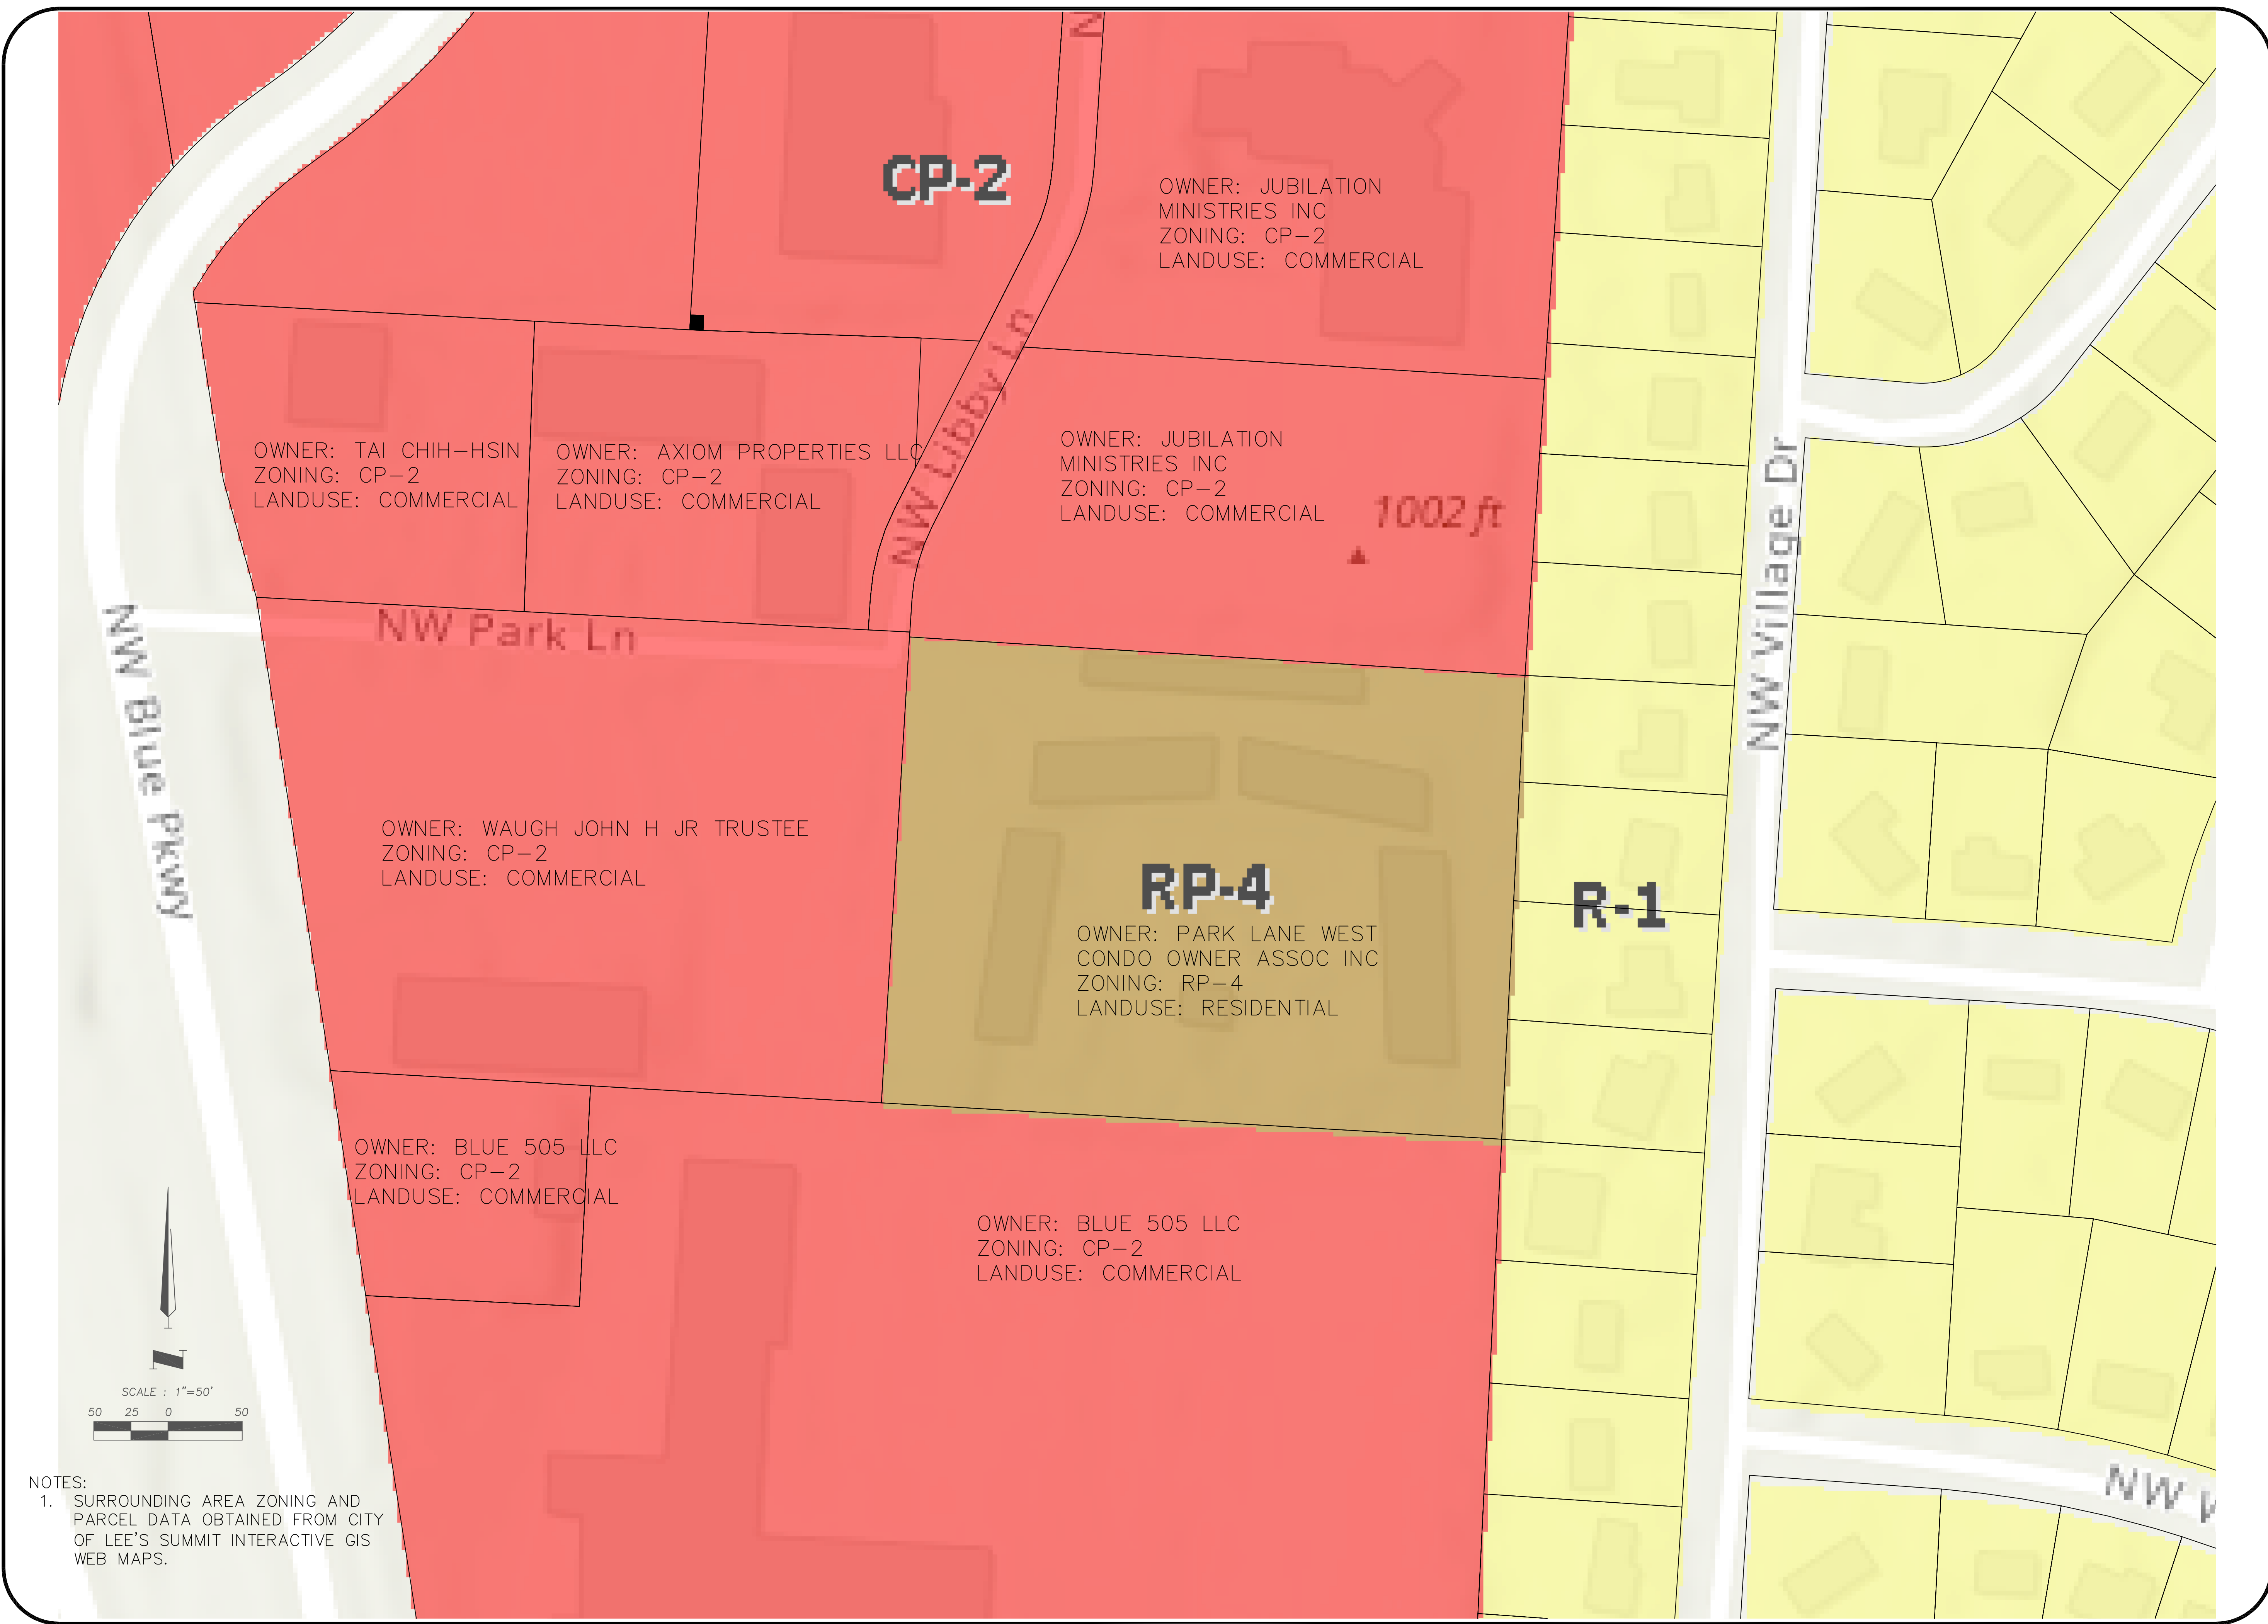 CP-2
OWNER: JUBILATION
MINISTRIES INC
ZONING: CP-2
LANDUSE: COMMERCIAL
OWNER: TAI CHIH-HSIN
ZONING: CP-2
LANDUSE: COMMERCIAL
OWNER: AXIOM PROPERTIES LLC
ZONING: CP-2
LANDUSE: COMMERCIAL
NW Libby Ln
OWNER: JUBILATION
MINISTRIES INC
ZONING: CP-2
LANDUSE: COMMERCIAL
1002 ft
NW Village Dr
NW Park Ln
NW Blue Pkwy
OWNER: WAUGH JOHN H JR TRUSTEE
ZONING: CP-2
LANDUSE: COMMERCIAL
RP-4
OWNER: PARK LANE WEST
CONDO OWNER ASSOC INC
ZONING: RP-4
LANDUSE: RESIDENTIAL
R-1
OWNER: BLUE 505 LLC
ZONING: CP-2
LANDUSE: COMMERCIAL
OWNER: BLUE 505 LLC
ZONING: CP-2
LANDUSE: COMMERCIAL
N
SCALE : 1"=50'
50 25 0 50
NW
NOTES:
1. SURROUNDING AREA ZONING AND
PARCEL DATA OBTAINED FROM CITY
OF LEE'S SUMMIT INTERACTIVE GIS
WEB MAPS.